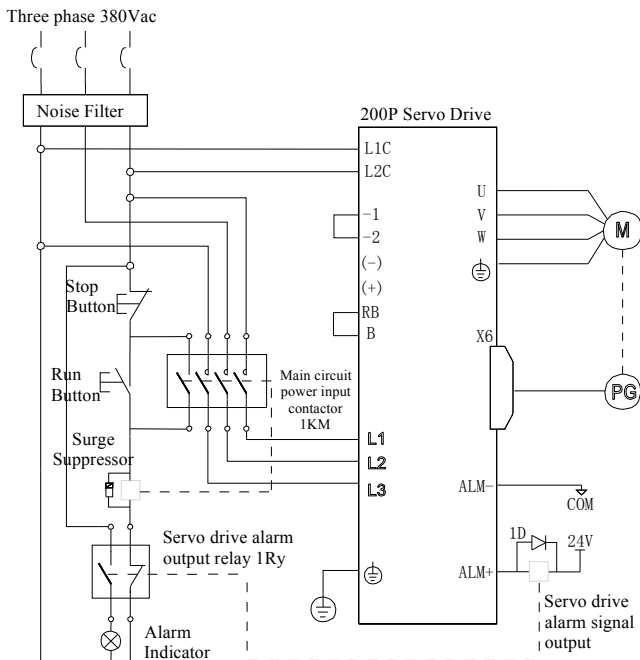 Three phase 380Vac
Noise Filter
200P Servo Drive
L1C
L2C
-1
-2
(-)
(+)
RB
B
U
V
W
M
X6
PG
Stop
Button
Run
Button
Main circuit
power input
contactor
1KM
L1
L2
L3
Surge
Suppressor
ALM-
COM
1D
24V
ALM+
Servo drive alarm
output relay 1Ry
Servo drive
alarm signal
output
Alarm
Indicator